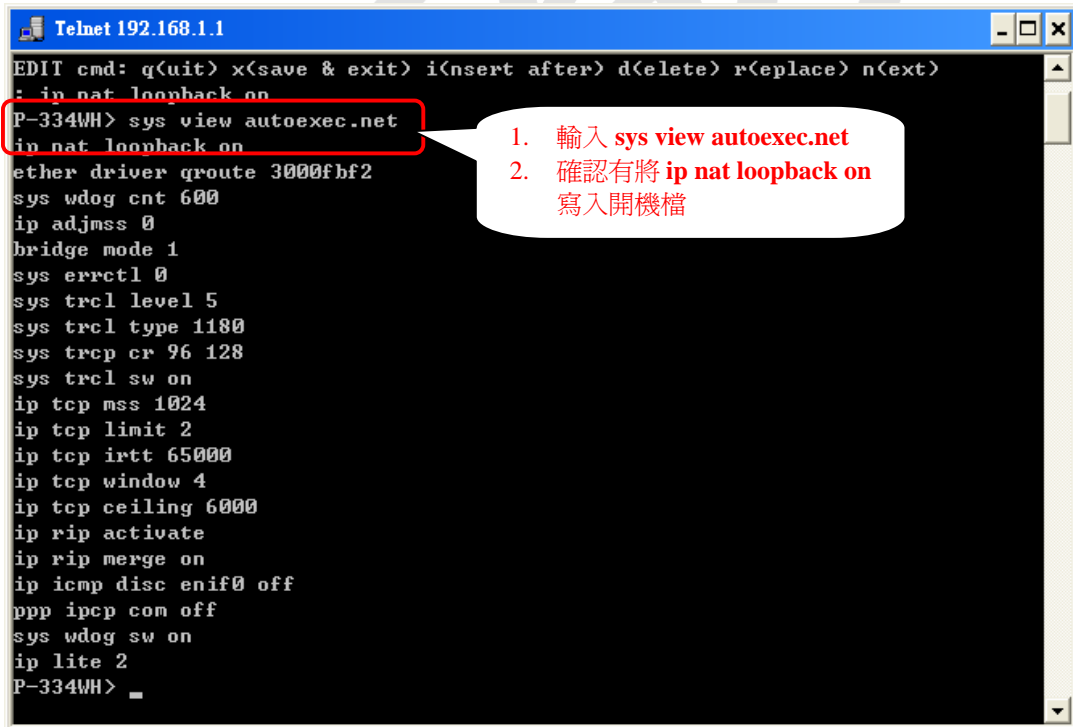 Telnet 192.168.1.1
EDIT cmd: q(uit) x(save & exit) i(nsert after) d(elete) r(eplace) n(ext)
: ip nat loopback on
P-334WH> sys view autoexec.net
ip nat loopback on
1. 輸入 sys view autoexec.net
2. 確認有將 ip nat loopback on
寫入開機檔
ether driver qroute 3000fbf2
sys wdog cnt 600
ip adjmss 0
bridge mode 1
sys errctl 0
sys trcl level 5
sys trcl type 1180
sys trcp cr 96 128
sys trcl sw on
ip tcp mss 1024
ip tcp limit 2
ip tcp irtt 65000
ip tcp window 4
ip tcp ceiling 6000
ip rip activate
ip rip merge on
ip icmp disc enif0 off
ppp ipcp com off
sys wdog sw on
ip lite 2
P-334WH> _